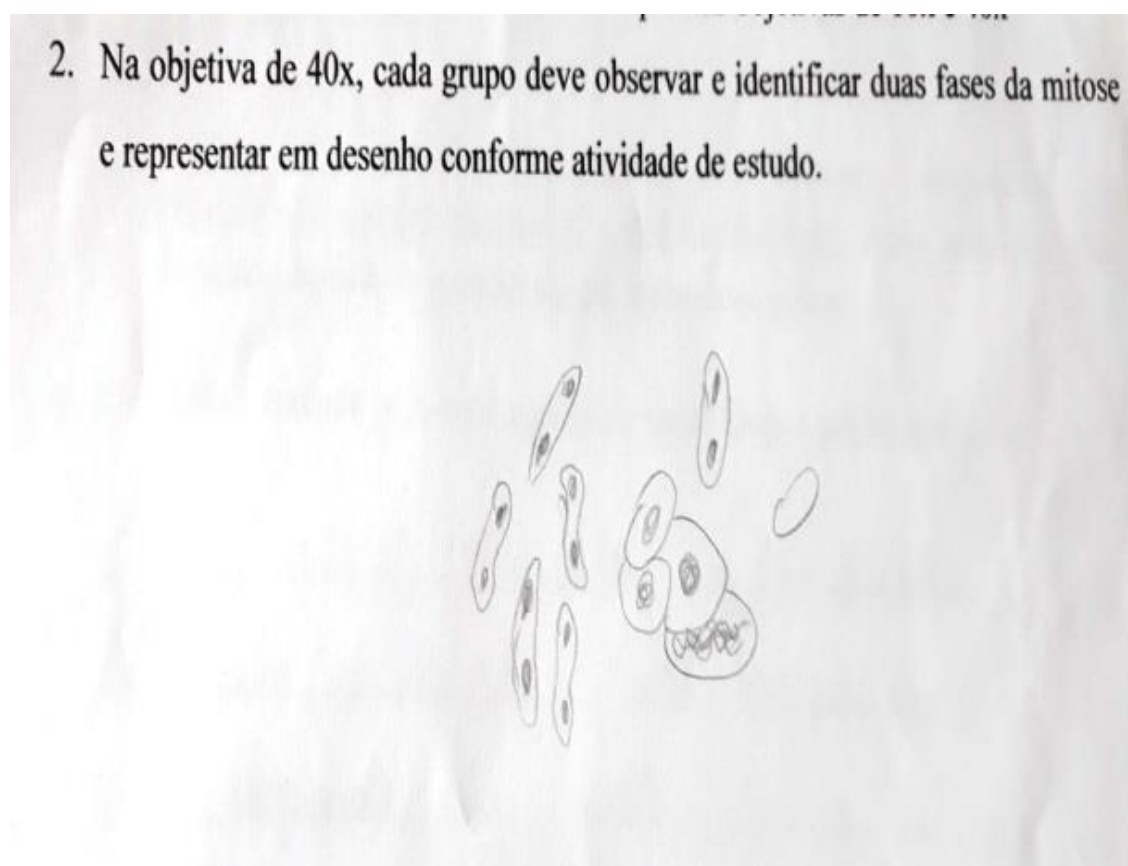 2. Na objetiva de 40x, cada grupo deve observar e identificar duas fases da mitose
e representar em desenho conforme atividade de estudo.